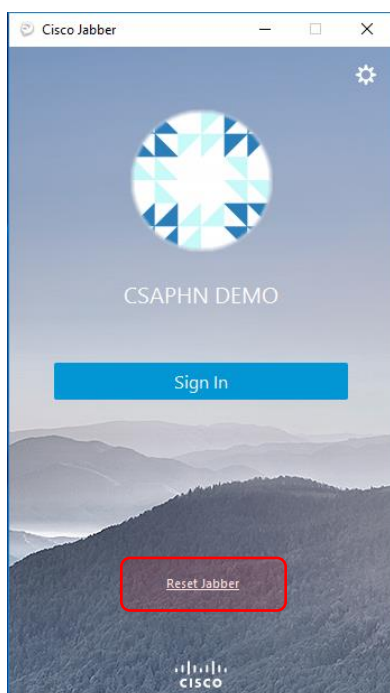 Cisco Jabber
CSAPHN DEMO
Sign In
Reset Jabber
CISCO